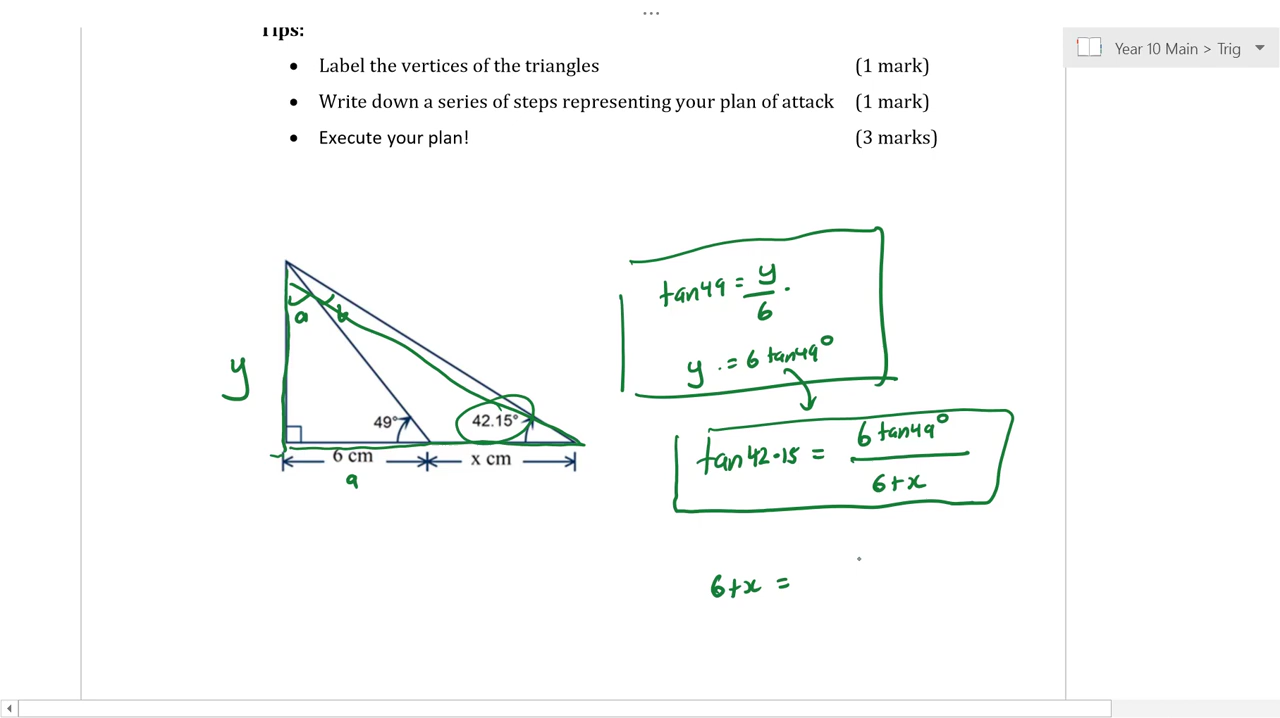 ...
Tips:
Year 10 Main > Trig
• Label the vertices of the triangles (1 mark)
• Write down a series of steps representing your plan of attack (1 mark)
• Execute your plan! (3 marks)
tan49 = y/6 .
y . = 6 tan49°
a b
y
49° 42.15°
tan42.15 = 6 tan49°/6+x
6 cm x cm
a
6+x =